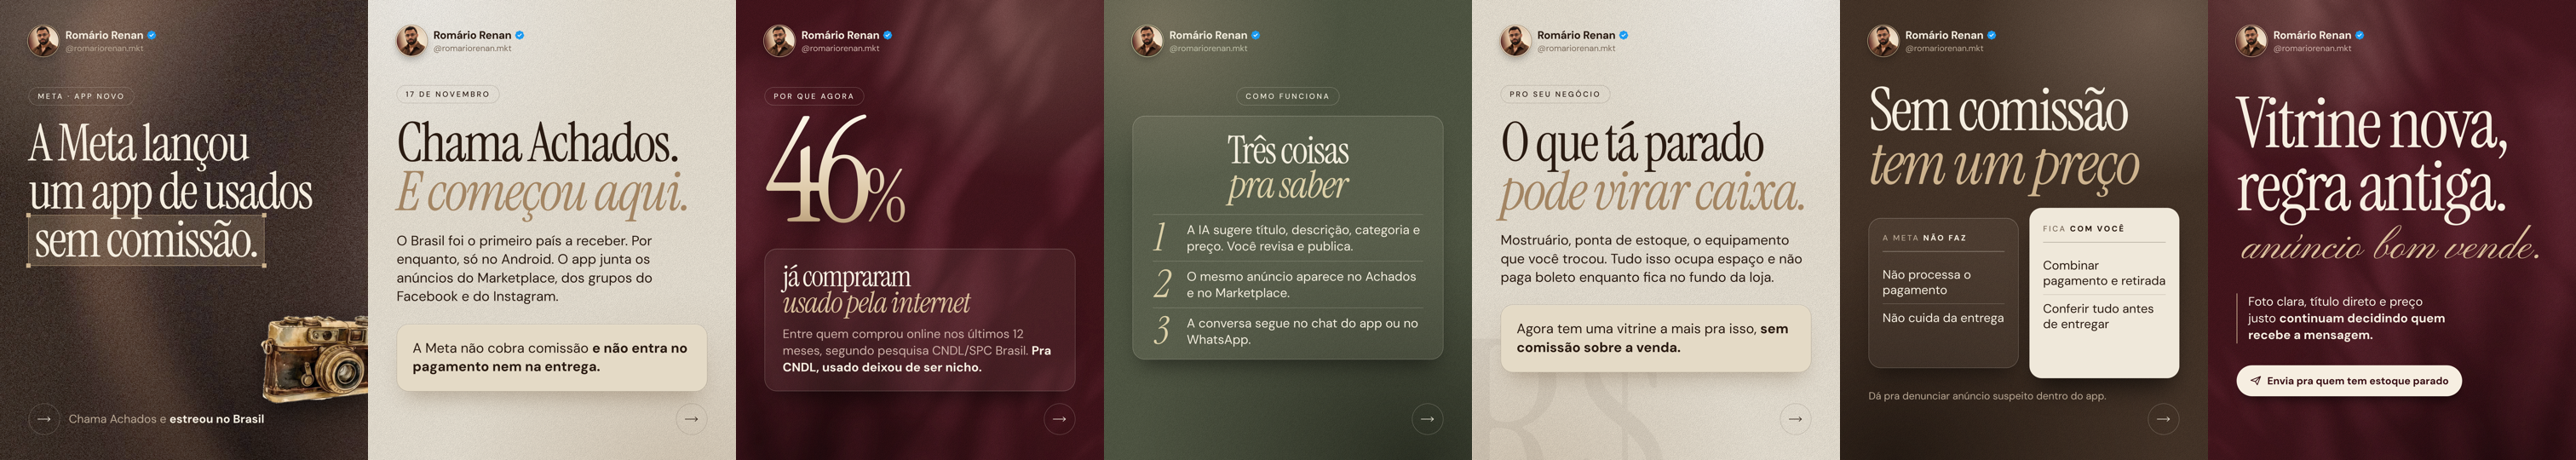 Romário Renan
@romariorenan.mkt
META · APP NOVO
A Meta lançou
um app de usados
sem comissão.
→ Chama Achados e estreou no Brasil
Romário Renan
@romariorenan.mkt
17 DE NOVEMBRO
Chama Achados.
E começou aqui.
O Brasil foi o primeiro país a receber. Por
enquanto, só no Android. O app junta os
anúncios do Marketplace, dos grupos do
Facebook e do Instagram.
A Meta não cobra comissão e não entra no
pagamento nem na entrega.
→
Romário Renan
@romariorenan.mkt
POR QUE AGORA
46%
já compraram
usado pela internet
Entre quem comprou online nos últimos 12
meses, segundo pesquisa CNDL/SPC Brasil. Pra
CNDL, usado deixou de ser nicho.
→
Romário Renan
@romariorenan.mkt
COMO FUNCIONA
Três coisas
pra saber
1 A IA sugere título, descrição, categoria e
preço. Você revisa e publica.
2 O mesmo anúncio aparece no Achados
e no Marketplace.
3 A conversa segue no chat do app ou no
WhatsApp.
→
Romário Renan
@romariorenan.mkt
PRO SEU NEGÓCIO
O que tá parado
pode virar caixa.
Mostruário, ponta de estoque, o equipamento
que você trocou. Tudo isso ocupa espaço e não
paga boleto enquanto fica no fundo da loja.
Agora tem uma vitrine a mais pra isso, sem
comissão sobre a venda.
R$
→
Romário Renan
@romariorenan.mkt
Sem comissão
tem um preço
A META NÃO FAZ
Não processa o
pagamento
Não cuida da entrega
FICA COM VOCÊ
Combinar
pagamento e retirada
Conferir tudo antes
de entregar
Dá pra denunciar anúncio suspeito dentro do app.
→
Romário Renan
@romariorenan.mkt
Vitrine nova,
regra antiga.
anúncio bom vende.
Foto clara, título direto e preço
justo continuam decidindo quem
recebe a mensagem.
Envia pra quem tem estoque parado